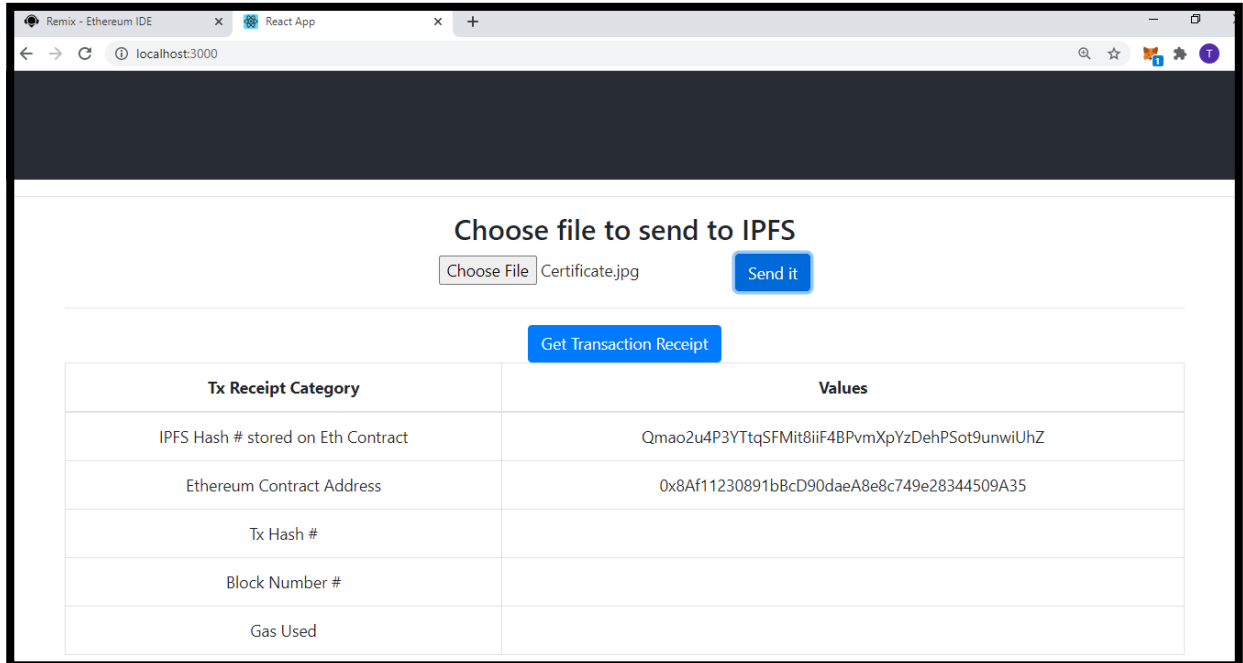 Remix - Ethereum IDE React App
localhost:3000 1 T
Choose file to send to IPFS
Choose File Certificate.jpg Send it
Get Transaction Receipt
Tx Receipt Category Values
IPFS Hash # stored on Eth Contract Qmao2u4P3YTtqSFMit8iiF4BPvmXpYzDehPSot9unwiUhZ
Ethereum Contract Address 0x8Af11230891bBcD90daeA8e8c749e28344509A35
Tx Hash #
Block Number #
Gas Used